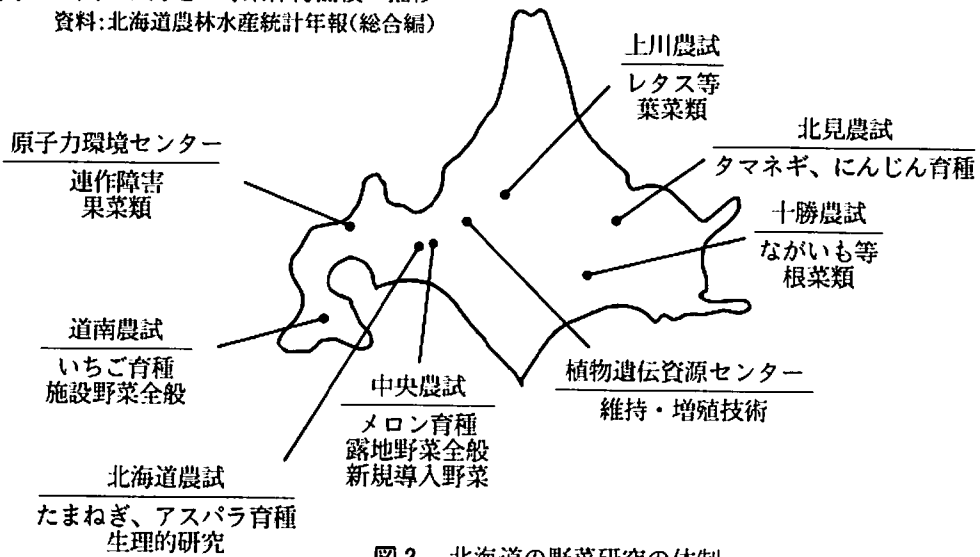 資料:北海道農林水産統計年報(総合編)
上川農試
レタス等
葉菜類
原子力環境センター
連作障害
果菜類
北見農試
タマネギ、にんじん育種
十勝農試
ながいも等
根菜類
道南農試
いちご育種
施設野菜全般
中央農試
メロン育種
露地野菜全般
新規導入野菜
植物遺伝資源センター
維持・増殖技術
北海道農試
たまねぎ、アスパラ育種
生理的研究
図2 北海道の野菜研究の体制